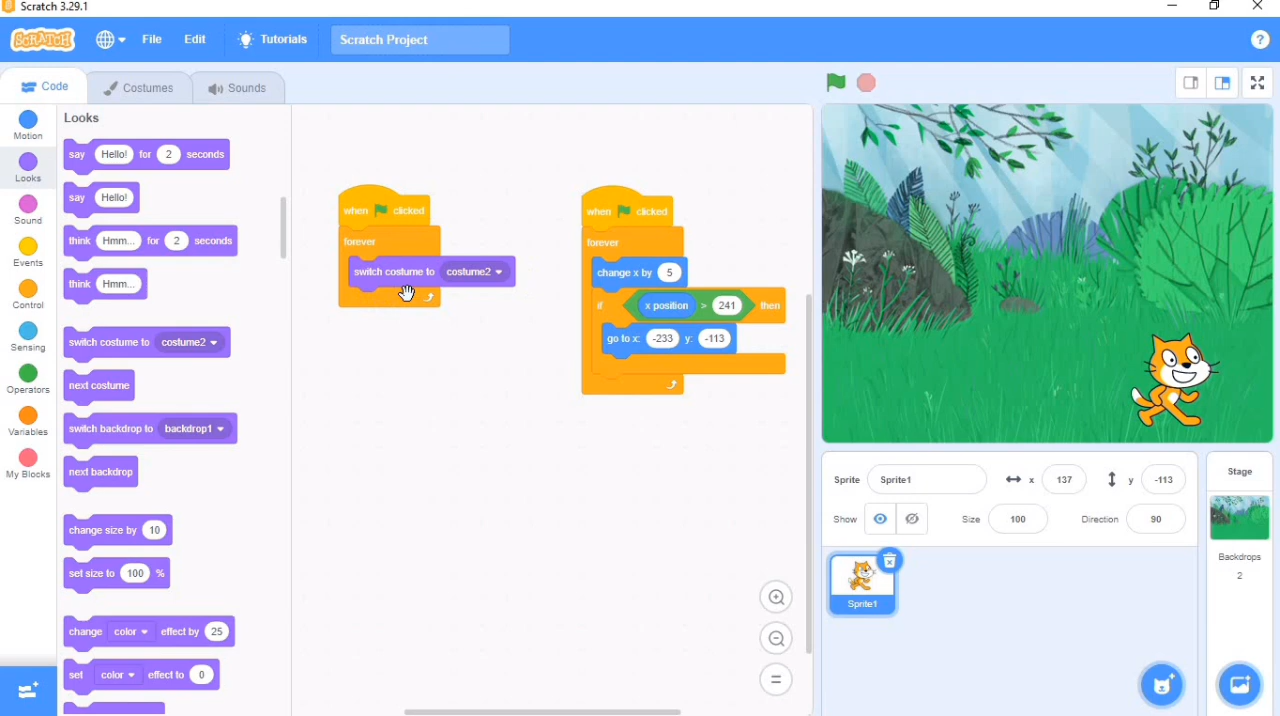 Scratch 3.29.1
SCRATCH File Edit Tutorials Scratch Project ?
Code Costumes Sounds
Motion
Looks
Sound
Events
Control
Sensing
Operators
Variables
My Blocks
Looks
say Hello! for 2 seconds
say Hello!
think Hmm... for 2 seconds
think Hmm...
switch costume to costume2
next costume
switch backdrop to backdrop1
next backdrop
change size by 10
set size to 100 %
change color effect by 25
set color effect to 0
when clicked
forever
switch costume to costume2
when clicked
forever
change x by 5
if x position > 241 then
go to x: -233 y: -113
Sprite Sprite1 x 137 y -113
Show Size 100 Direction 90
Sprite1
Stage
Backdrops
2